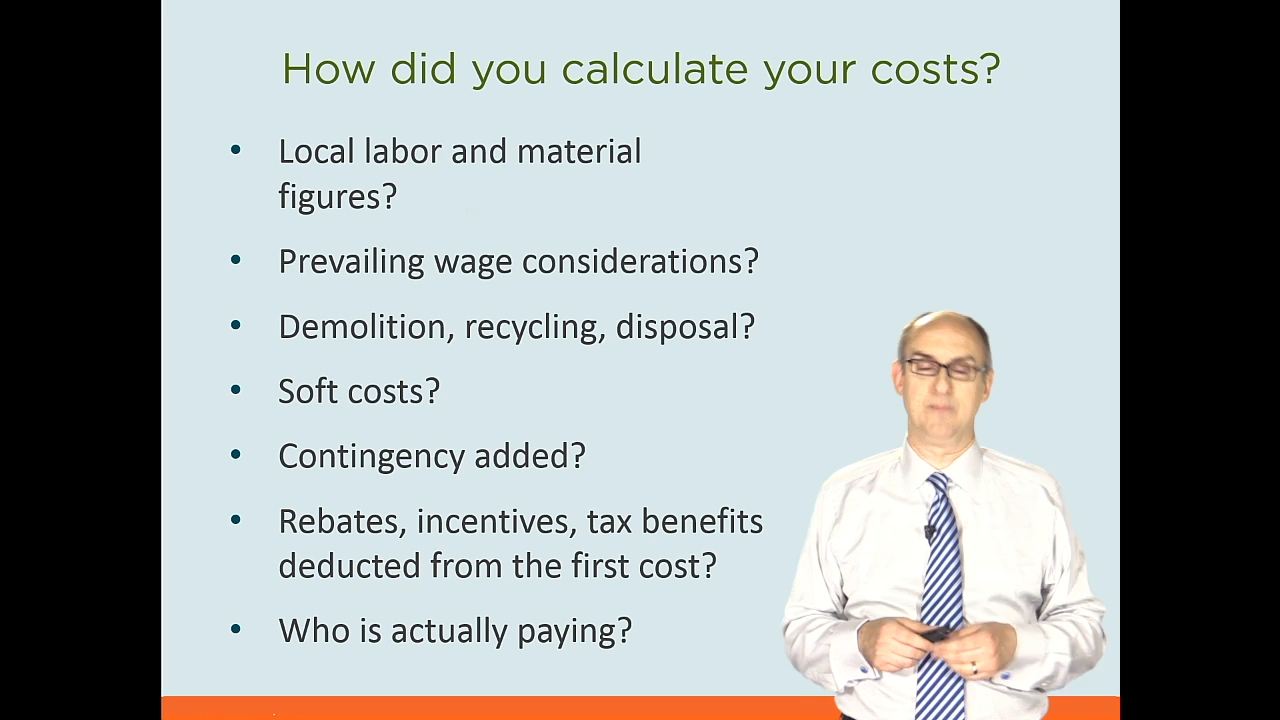 How did you calculate your costs?
• Local labor and material
figures?
• Prevailing wage considerations?
• Demolition, recycling, disposal?
• Soft costs?
• Contingency added?
• Rebates, incentives, tax benefits
deducted from the first cost?
• Who is actually paying?